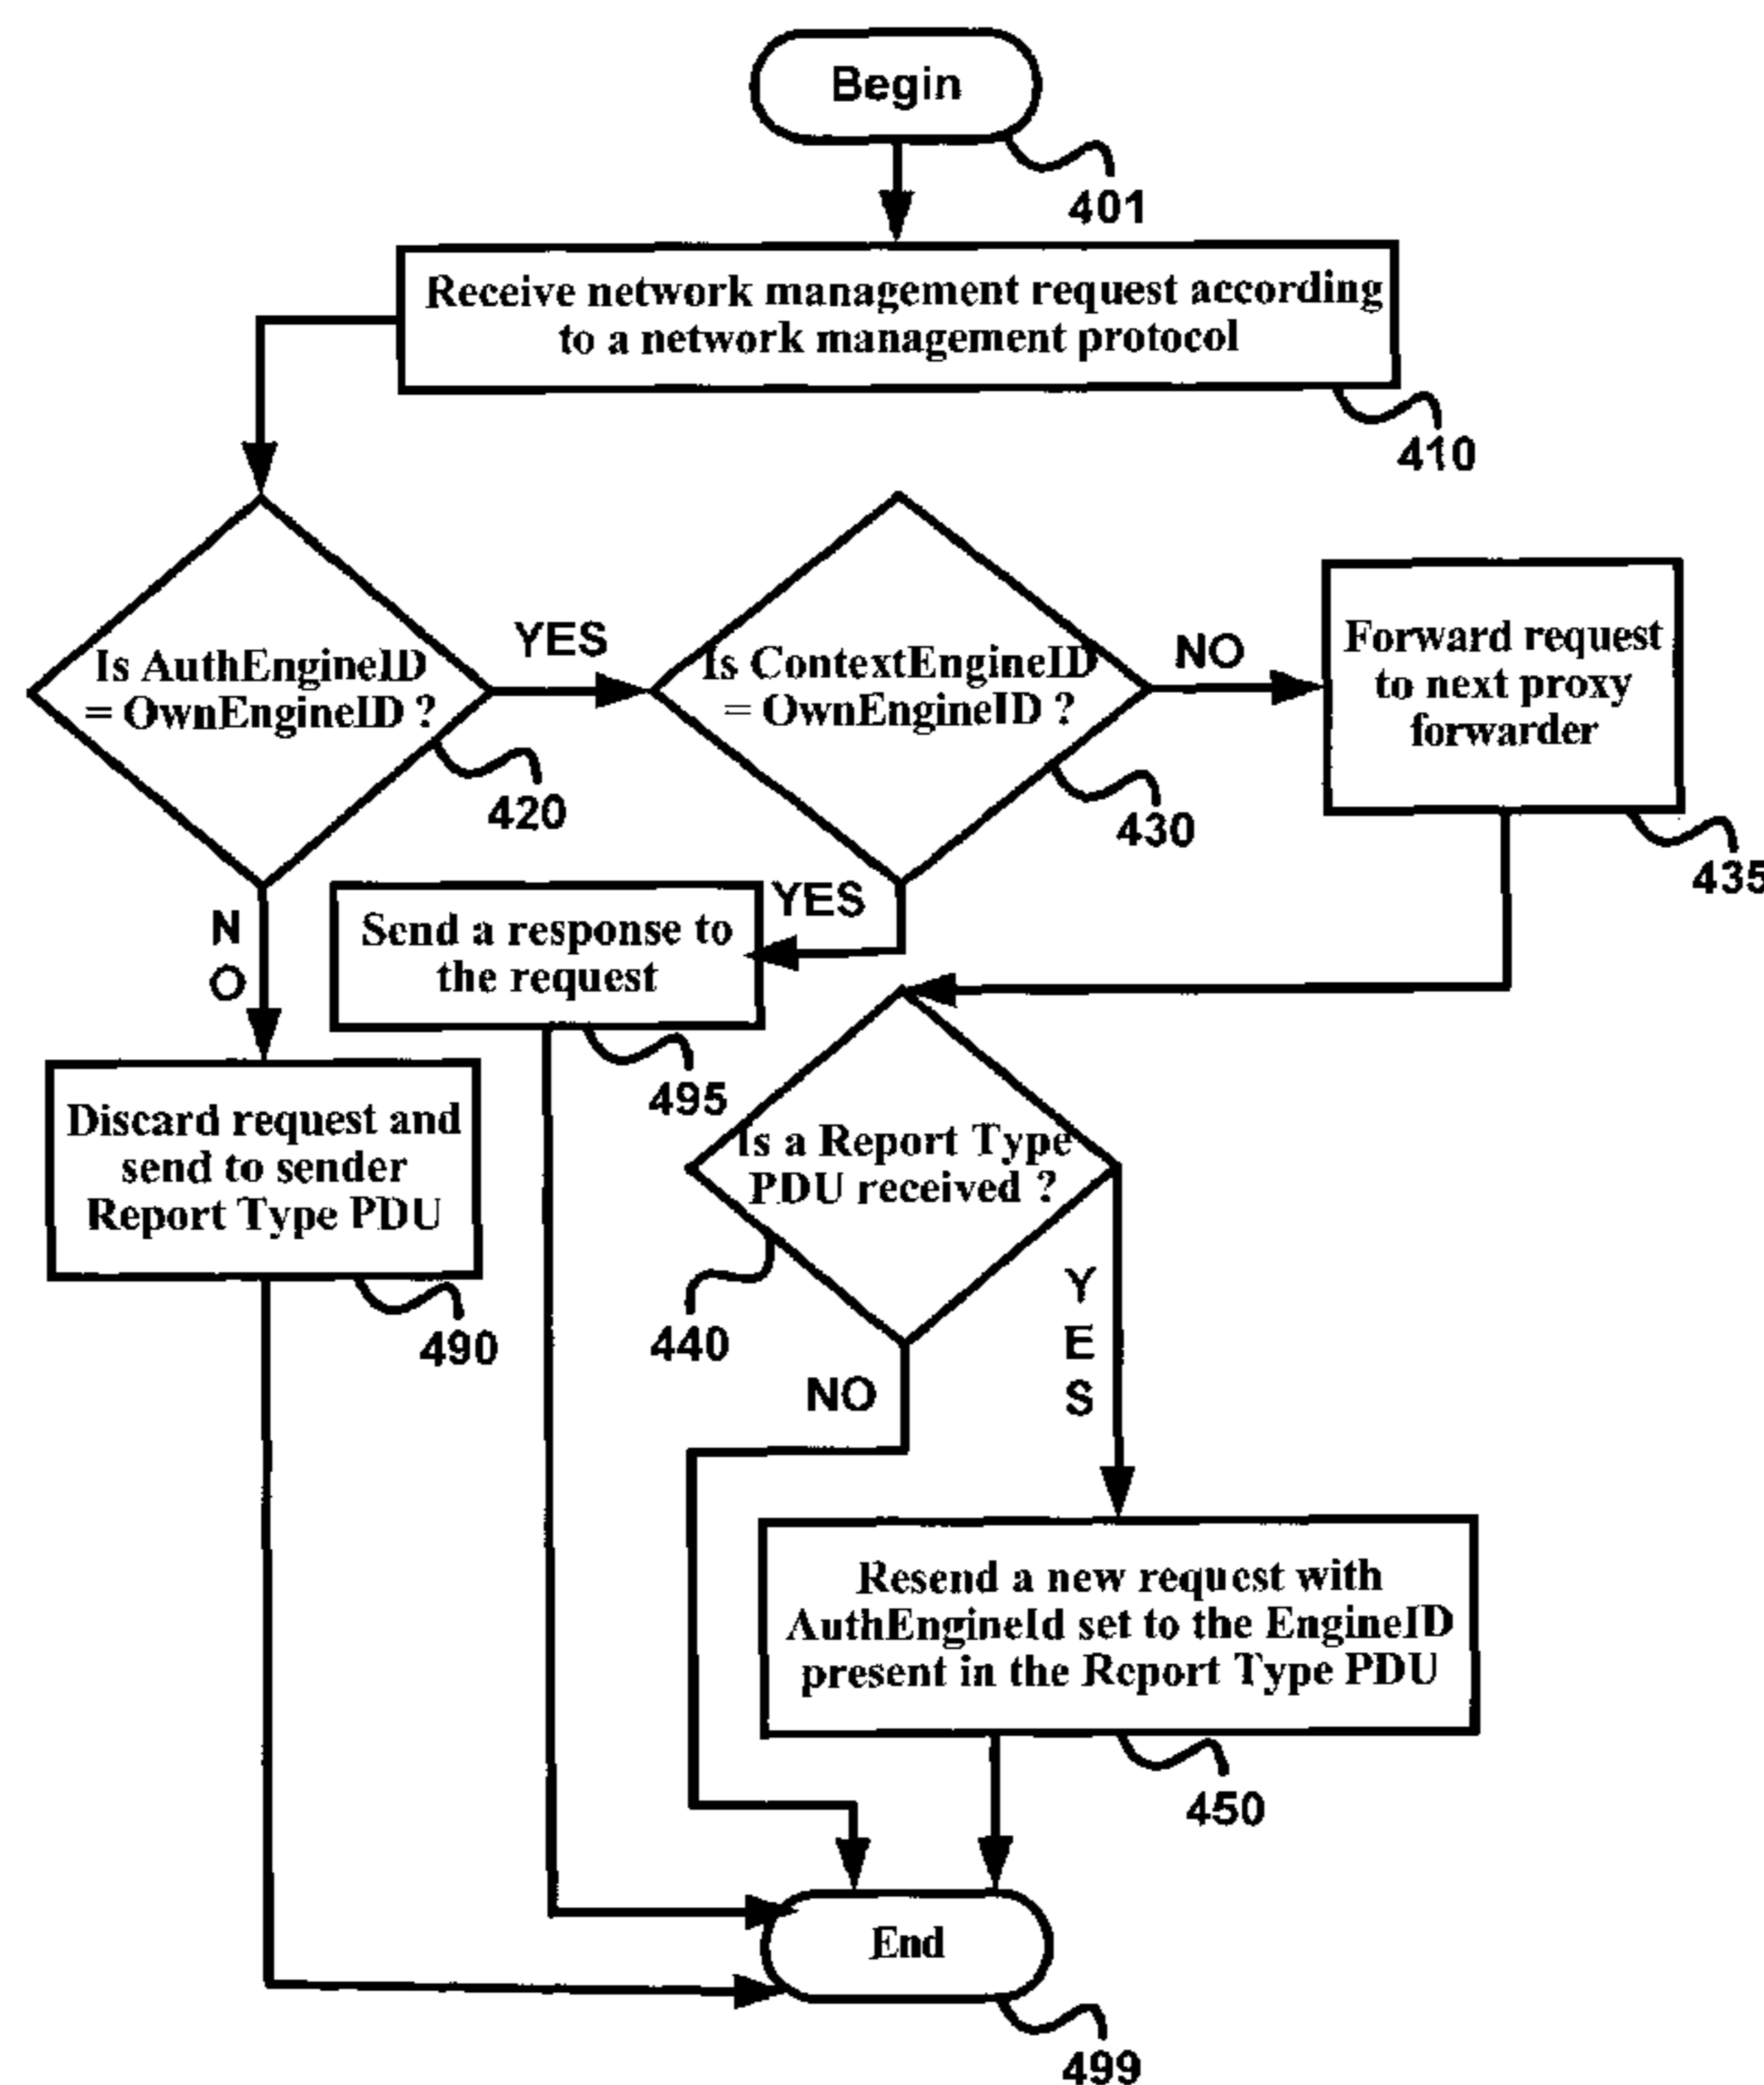 Begin
401
Receive network management request according
to a network management protocol
410
Is AuthEngineID
= OwnEngineID ?
420
YES
Is ContextEngineID
= OwnEngineID ?
430
NO
Forward request
to next proxy
forwarder
435
NO
YES
Send a response to
the request
495
Discard request and
send to sender
Report Type PDU
490
Is a Report Type
PDU received ?
440
NO
YES
Resend a new request with
AuthEngineId set to the EngineID
present in the Report Type PDU
450
End
499